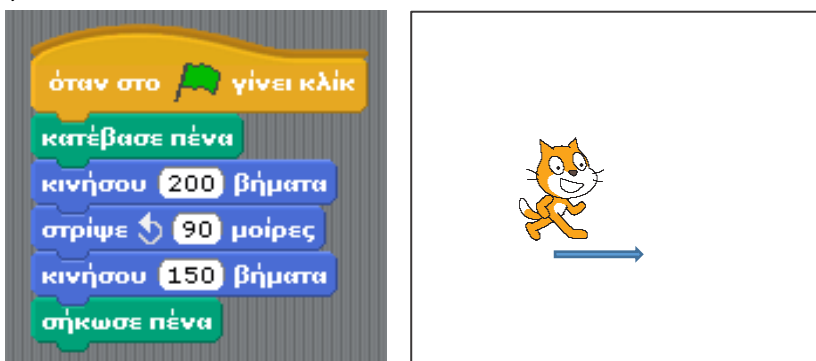 όταν στο γίνει κλίκ
κατέβασε πένα
κινήσου 200 βήματα
στρίψε 90 μοίρες
κινήσου 150 βήματα
σήκωσε πένα